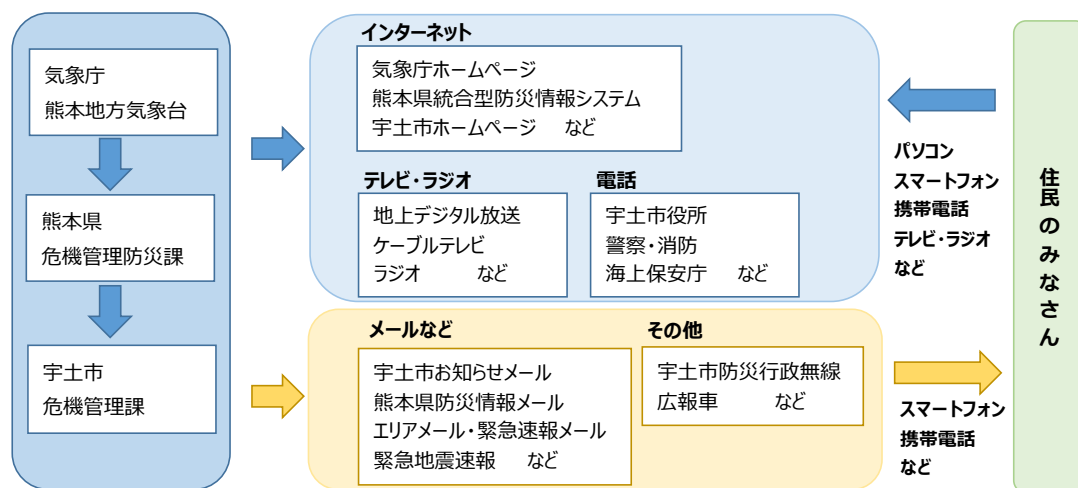 気象庁
熊本地方気象台
熊本県
危機管理防災課
宇土市
危機管理課
インターネット
気象庁ホームページ
熊本県統合型防災情報システム
宇土市ホームページ　など
テレビ・ラジオ
地上デジタル放送
ケーブルテレビ
ラジオ　　など
電話
宇土市役所
警察・消防
海上保安庁　など
メールなど
宇土市お知らせメール
熊本県防災情報メール
エリアメール・緊急速報メール
緊急地震速報　など
その他
宇土市防災行政無線
広報車　　など
パソコン
スマートフォン
携帯電話
テレビ・ラジオ
など
スマートフォン
携帯電話
など
住民のみなさん